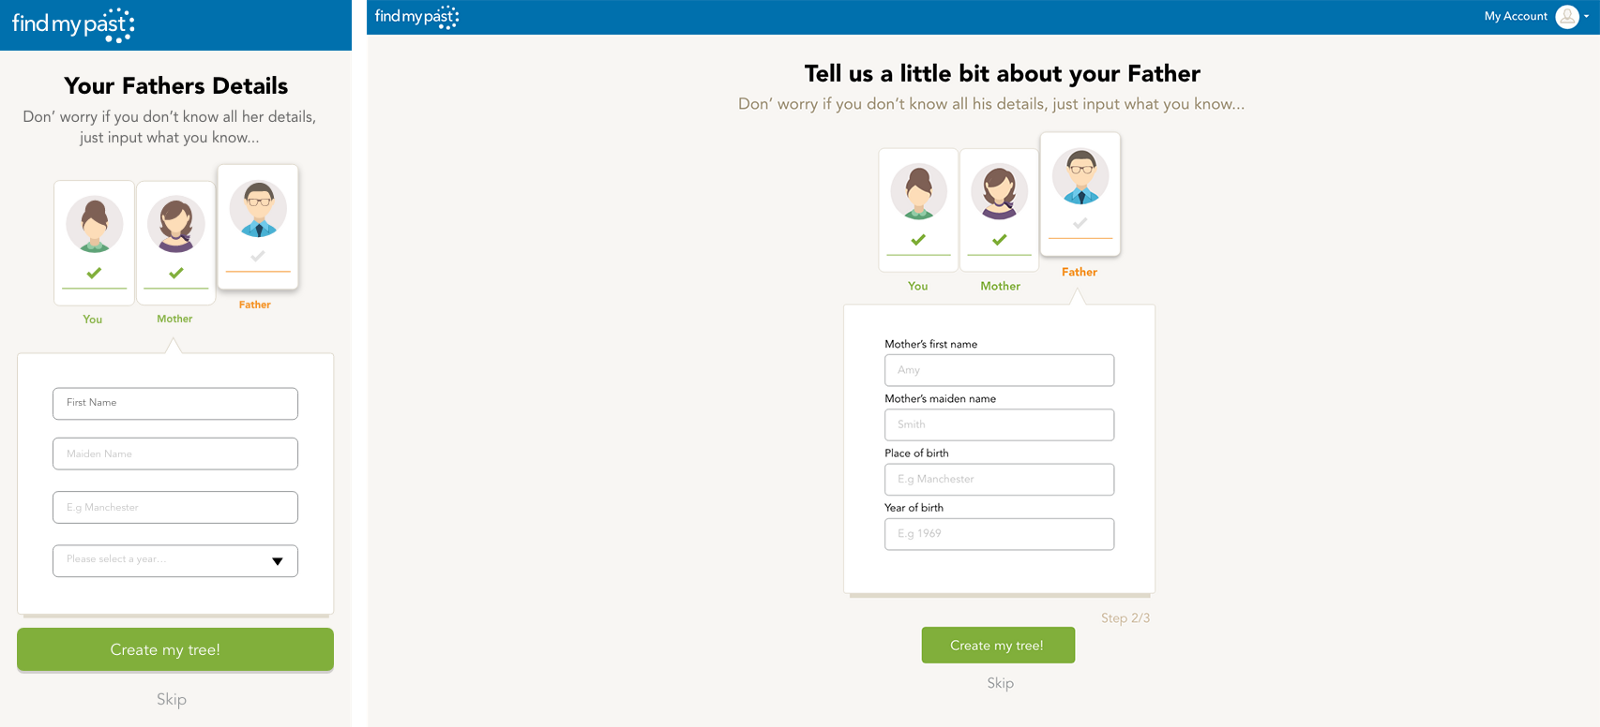 find my past
Your Fathers Details
Don’ worry if you don’t know all her details,
just input what you know...
You
Mother
Father
First Name
Maiden Name
E.g Manchester
Please select a year...
Create my tree!
Skip
find my past
My Account
Tell us a little bit about your Father
Don’ worry if you don’t know all his details, just input what you know...
You
Mother
Father
Mother’s first name
Amy
Mother’s maiden name
Smith
Place of birth
E.g Manchester
Year of birth
E.g 1969
Step 2/3
Create my tree!
Skip